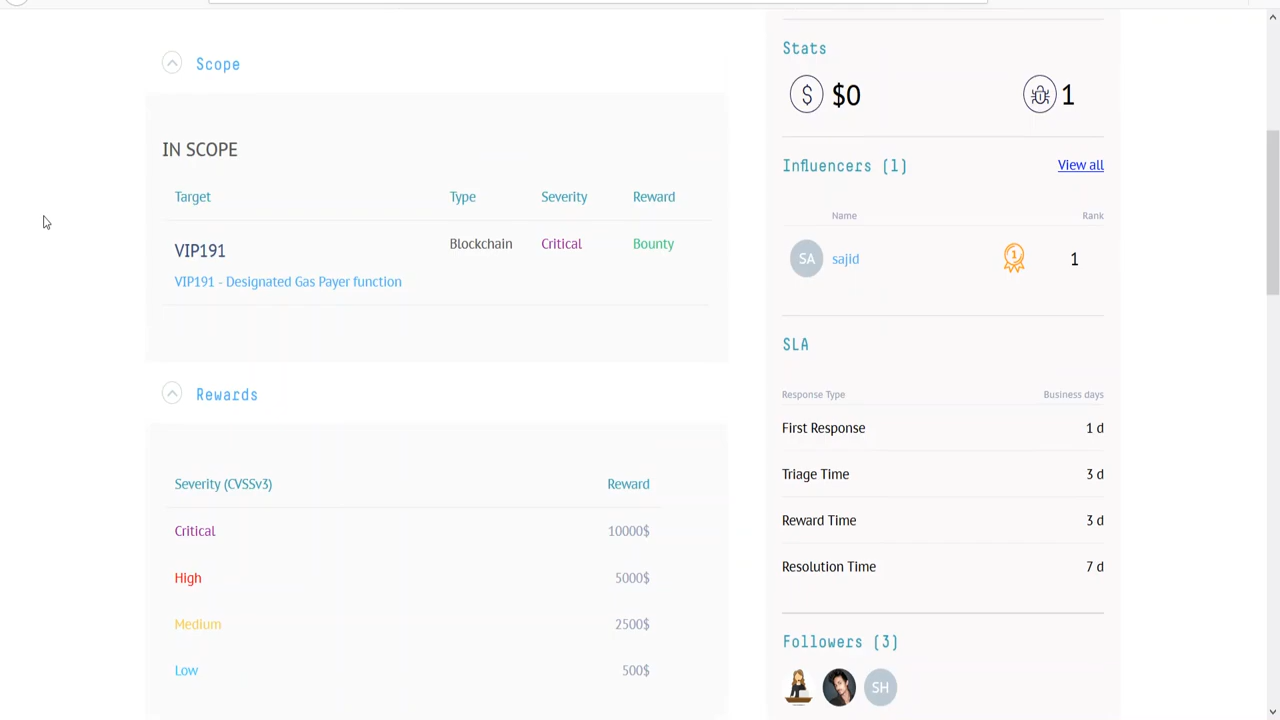 Scope
IN SCOPE
Target Type Severity Reward
VIP191 Blockchain Critical Bounty
VIP191 - Designated Gas Payer function
Rewards
Severity (CVSSv3) Reward
Critical 10000$
High 5000$
Medium 2500$
Low 500$
Stats
$0 1
Influencers (1) View all
Name Rank
SA sajid 1 1
SLA
Response Type Business days
First Response 1 d
Triage Time 3 d
Reward Time 3 d
Resolution Time 7 d
Followers (3)
SH